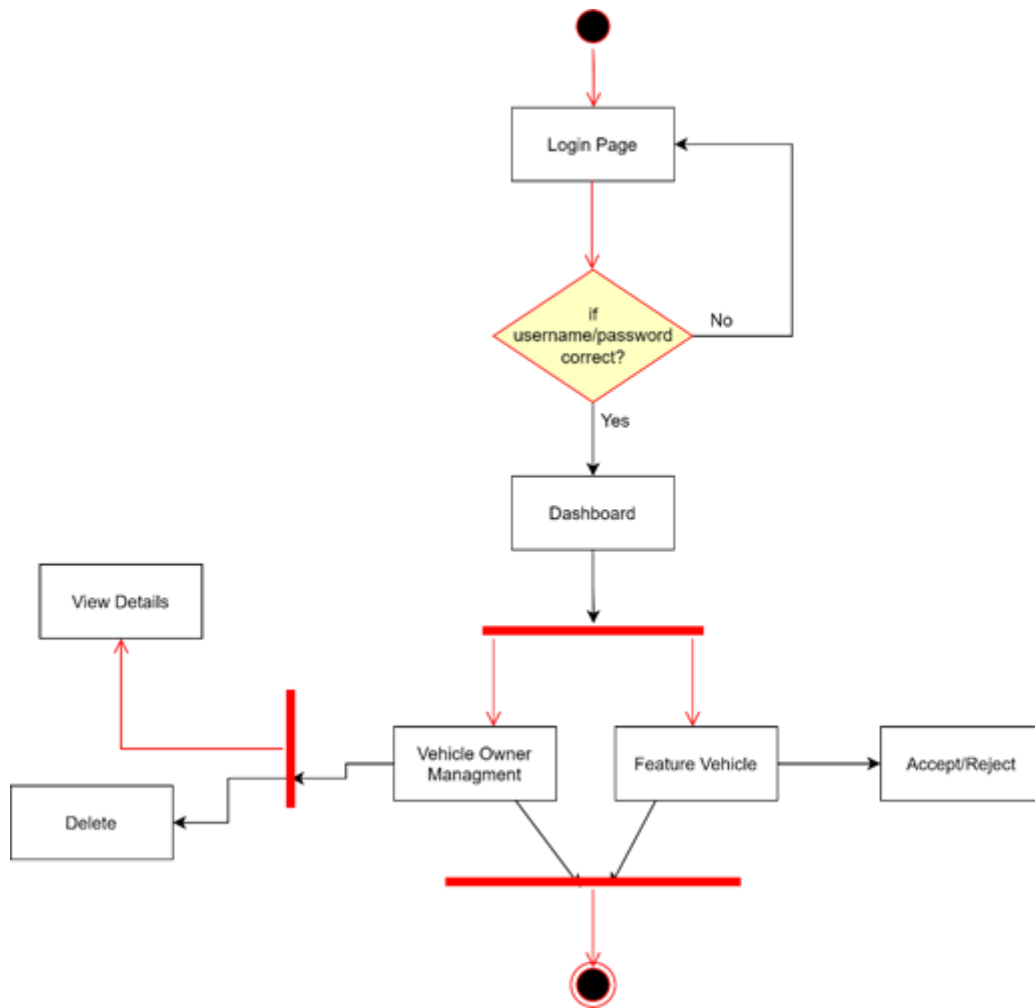 Login Page
if
username/password
correct?
No
Yes
Dashboard
View Details
Vehicle Owner
Managment
Feature Vehicle
Accept/Reject
Delete